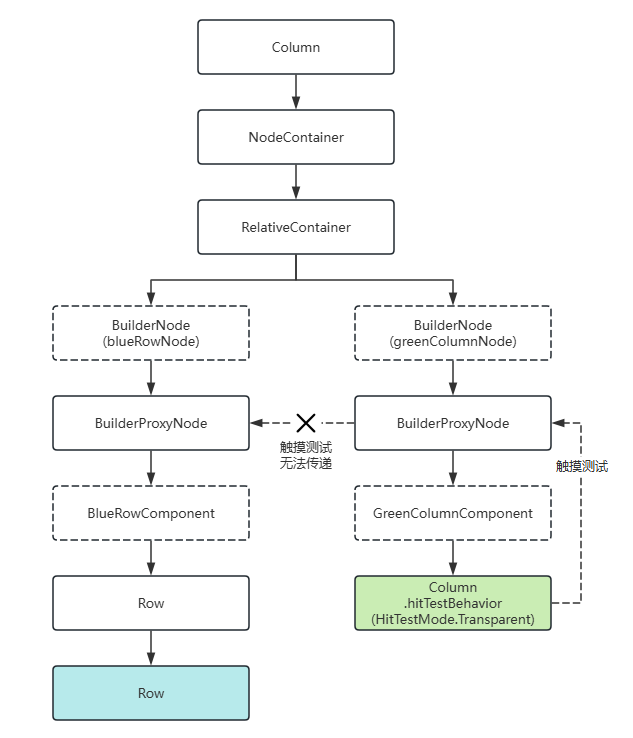 Column
NodeContainer
RelativeContainer
BuilderNode
(blueRowNode)
BuilderNode
(greenColumnNode)
BuilderProxyNode
BuilderProxyNode
触摸测试
无法传递
触摸测试
BlueRowComponent
GreenColumnComponent
Row
Column
.hitTestBehavior
(HitTestMode.Transparent)
Row